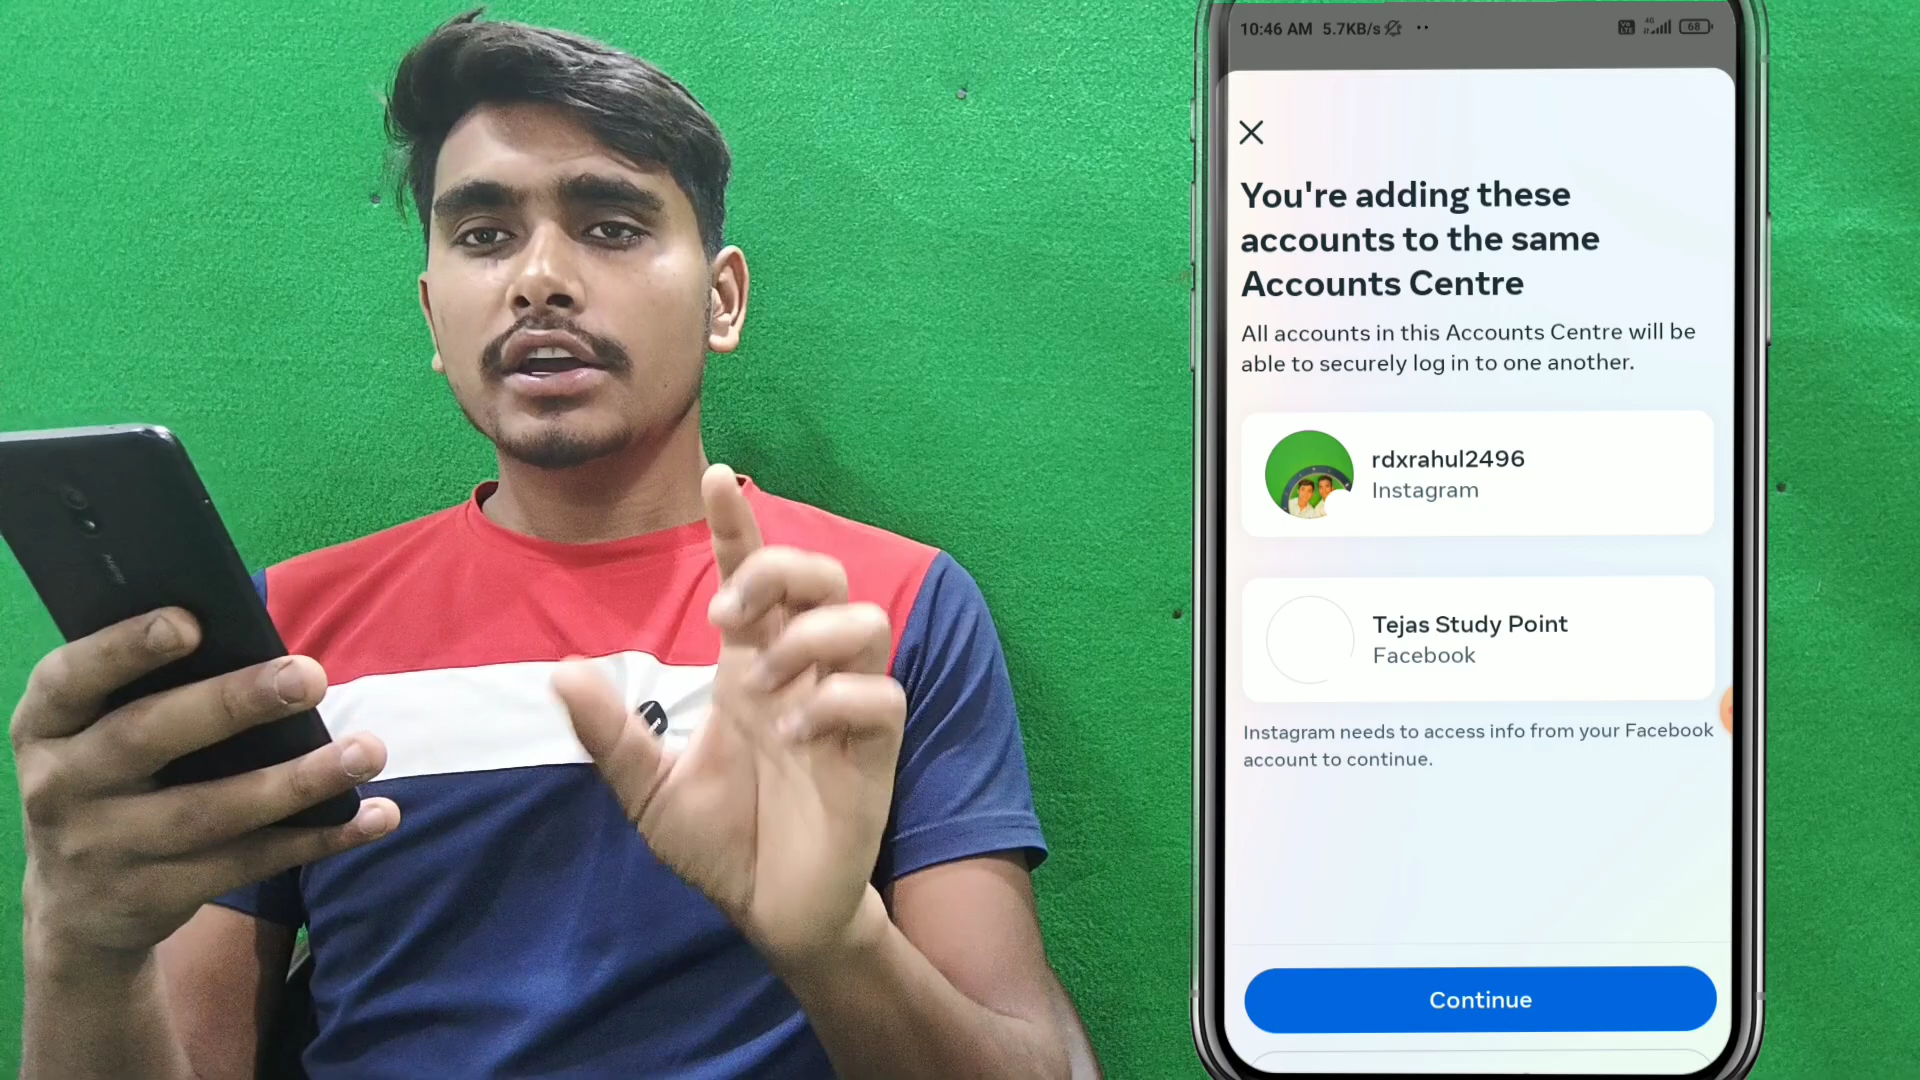 10:46 AM 5.7KB/s
4G
68
You're adding these
accounts to the same
Accounts Centre
All accounts in this Accounts Centre will be
able to securely log in to one another.
rdxrahul2496
Instagram
Tejas Study Point
Facebook
Instagram needs to access info from your Facebook
account to continue.
Continue